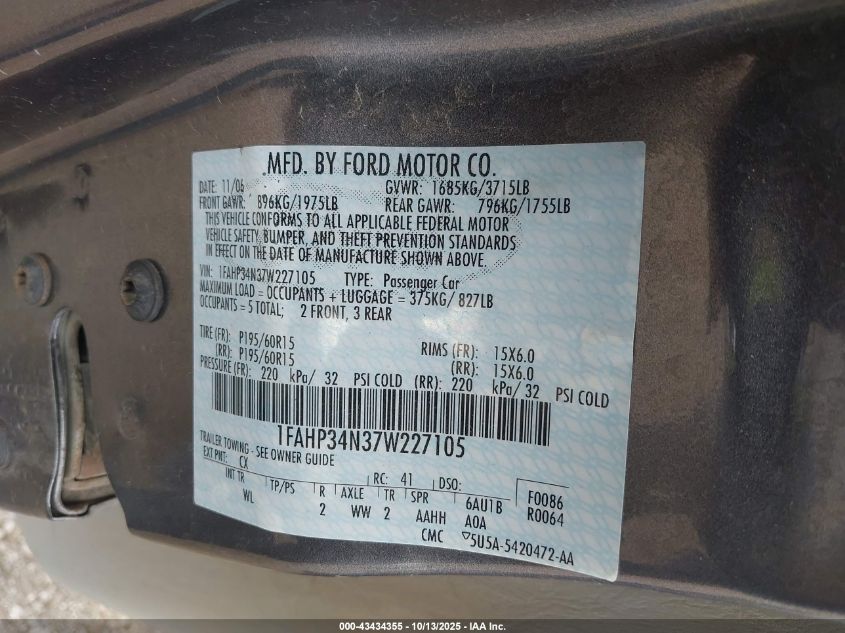 .MFD. BY FORD MOTOR CO.
DATE: 11/06 GVWR: 1685KG/3715LB
FRONT GAWR: 896KG/1975LB REAR GAWR: 796KG/1755LB
THIS VEHICLE CONFORMS TO ALL APPLICABLE FEDERAL MOTOR
VEHICLE SAFETY, BUMPER, AND THEFT PREVENTION STANDARDS
IN EFFECT ON THE DATE OF MANUFACTURE SHOWN ABOVE.
VIN: 1FAHP34N37W227105 TYPE: Passenger Car
MAXIMUM LOAD = OCCUPANTS + LUGGAGE = 375KG/ 827LB
OCCUPANTS = 5 TOTAL; 2 FRONT, 3 REAR
TIRE (FR): P195/60R15 RIMS (FR): 15X6.0
(RR): P195/60R15 (RR): 15X6.0
PRESSURE (FR): 220 kPa/ 32 PSI COLD (RR): 220 kPa/ 32 PSI COLD
1FAHP34N37W227105
TRAILER TOWING - SEE OWNER GUIDE
EXT PNT: CX RC: 41 DSO:
INT TR TP/PS R AXLE TR SPR 6AU1B F0086
WL 2 WW 2 AAHH AOA R0064
CMC ▽5U5A-5420472-AA
000-43434355 | 10/13/2025 - IAA Inc.